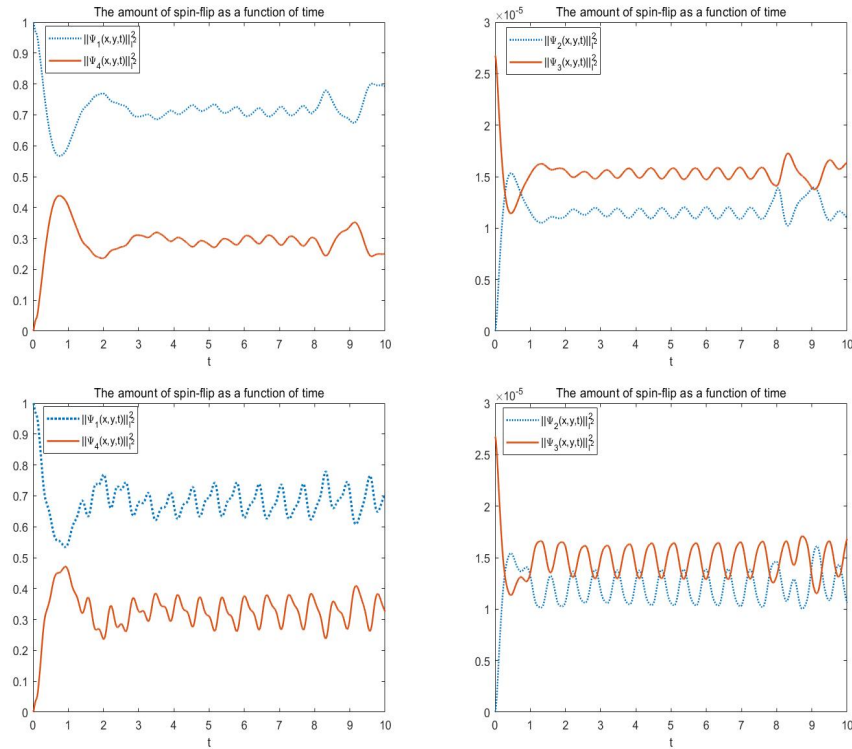 The amount of spin-flip as a function of time
||Ψ₁(x,y,t)||²_l²
||Ψ₄(x,y,t)||²_l²
1
0.9
0.8
0.7
0.6
0.5
0.4
0.3
0.2
0.1
0
0 1 2 3 4 5 6 7 8 9 10
t
The amount of spin-flip as a function of time
×10⁻⁵
||Ψ₂(x,y,t)||²_l²
||Ψ₃(x,y,t)||²_l²
3
2.5
2
1.5
1
0.5
0
0 1 2 3 4 5 6 7 8 9 10
t
The amount of spin-flip as a function of time
||Ψ₁(x,y,t)||²_l²
||Ψ₄(x,y,t)||²_l²
1
0.9
0.8
0.7
0.6
0.5
0.4
0.3
0.2
0.1
0
0 1 2 3 4 5 6 7 8 9 10
t
The amount of spin-flip as a function of time
×10⁻⁵
||Ψ₂(x,y,t)||²_l²
||Ψ₃(x,y,t)||²_l²
3
2.5
2
1.5
1
0.5
0
0 1 2 3 4 5 6 7 8 9 10
t